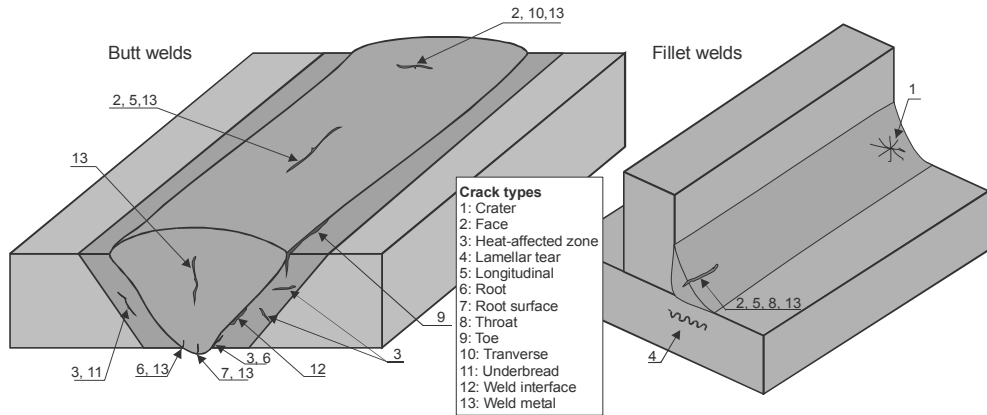 2, 10,13
Butt welds
Fillet welds
1
2, 5,13
13
Crack types
1: Crater
2: Face
3: Heat-affected zone
4: Lamellar tear
5: Longitudinal
6: Root
7: Root surface
8: Throat
9: Toe
10: Tranverse
11: Underbread
12: Weld interface
13: Weld metal
9
2, 5, 8, 13
4
3
3, 11
6, 13
7, 13
3, 6
12